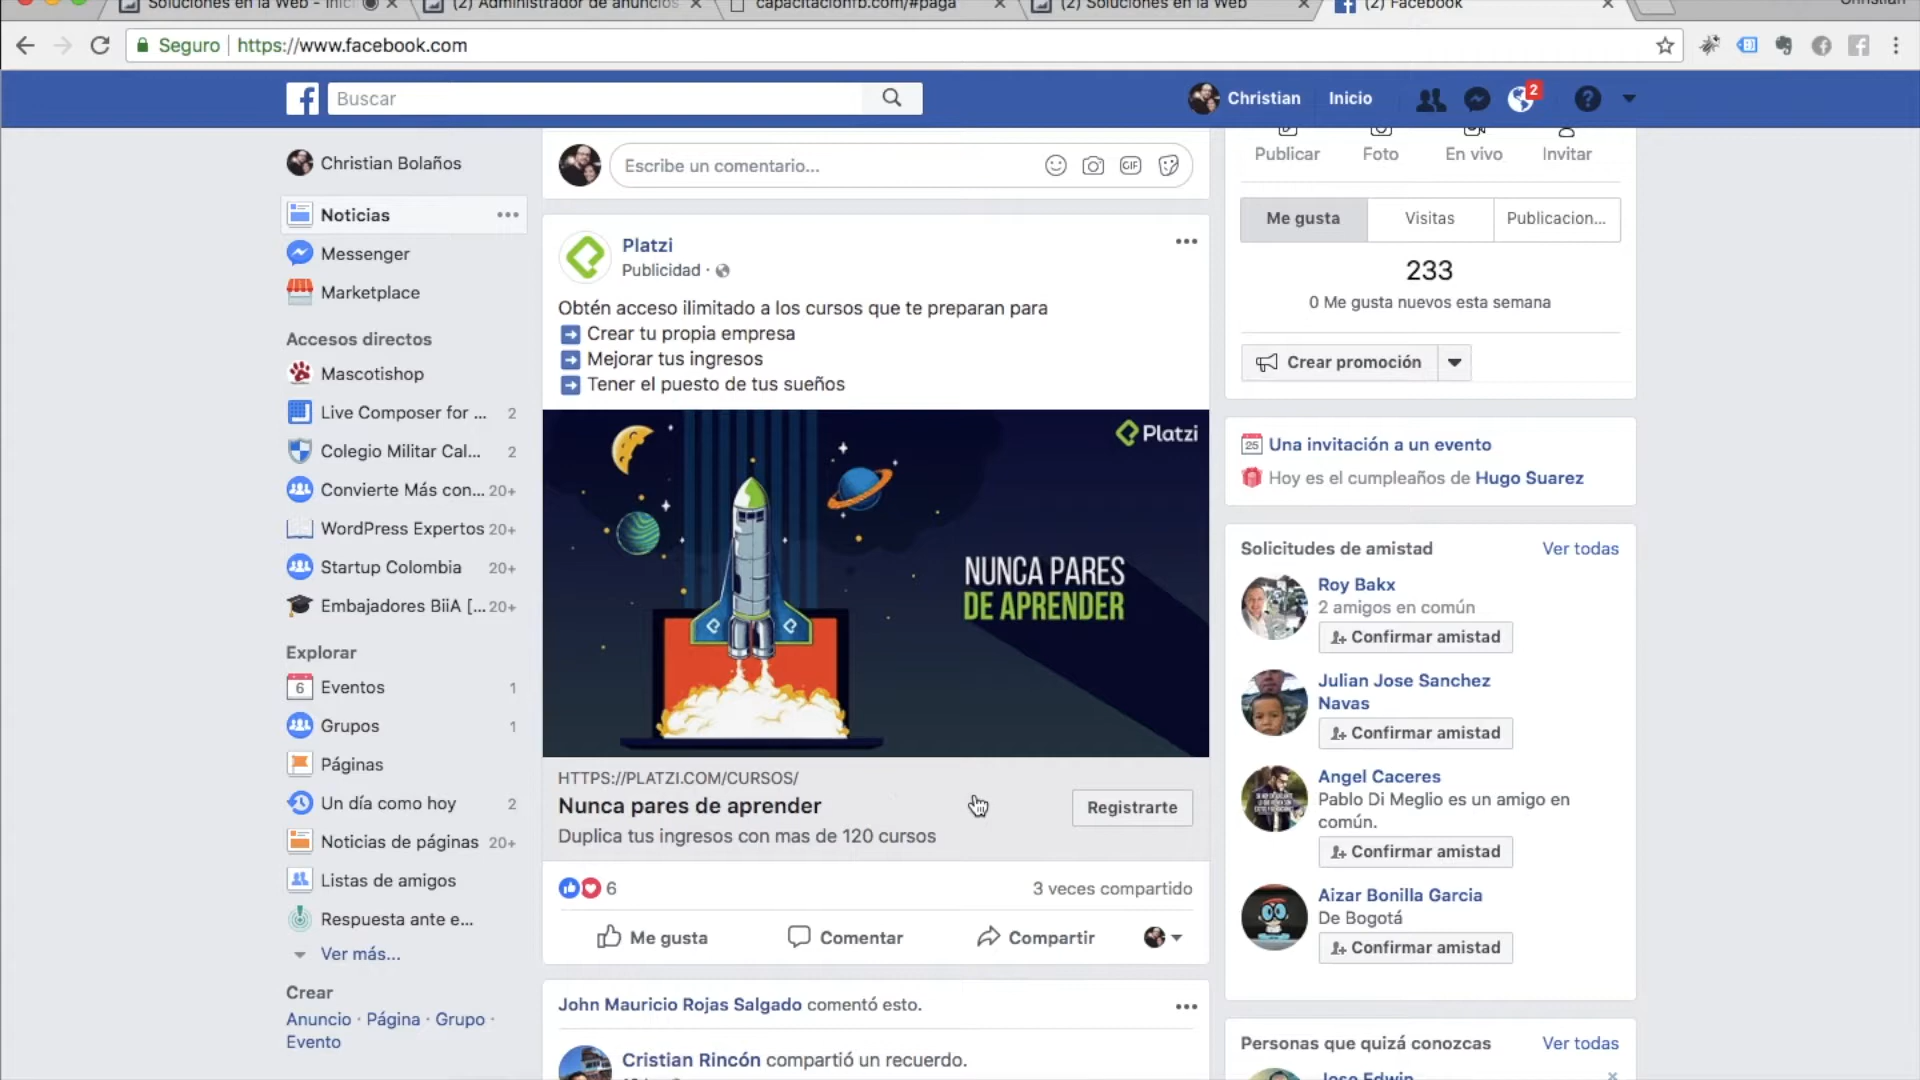 Soluciones en la Web - Inici
(2) Administrador de anuncios
capacitacionfb.com/#paga
(2) Soluciones en la Web
(2) Facebook
Christian
Seguro | https://www.facebook.com
Buscar
Christian
Inicio
2
Christian Bolaños
Noticias
Messenger
Marketplace
Accesos directos
Mascotishop
Live Composer for ... 2
Colegio Militar Cal... 2
Convierte Más con... 20+
WordPress Expertos 20+
Startup Colombia 20+
Embajadores BiiA [... 20+
Explorar
6 Eventos 1
Grupos 1
Páginas
Un día como hoy 2
Noticias de páginas 20+
Listas de amigos
Respuesta ante e...
Ver más...
Crear
Anuncio · Página · Grupo ·
Evento
Escribe un comentario...
GIF
Platzi
Publicidad ·
Obtén acceso ilimitado a los cursos que te preparan para
Crear tu propia empresa
Mejorar tus ingresos
Tener el puesto de tus sueños
Platzi
NUNCA PARES
DE APRENDER
HTTPS://PLATZI.COM/CURSOS/
Nunca pares de aprender
Duplica tus ingresos con mas de 120 cursos
Registrarte
6
3 veces compartido
Me gusta
Comentar
Compartir
John Mauricio Rojas Salgado comentó esto.
Cristian Rincón compartió un recuerdo.
Publicar
Foto
En vivo
Invitar
Me gusta
Visitas
Publicacion...
233
0 Me gusta nuevos esta semana
Crear promoción
25 Una invitación a un evento
Hoy es el cumpleaños de Hugo Suarez
Solicitudes de amistad
Ver todas
Roy Bakx
2 amigos en común
Confirmar amistad
Julian Jose Sanchez
Navas
Confirmar amistad
Angel Caceres
Pablo Di Meglio es un amigo en
común.
Confirmar amistad
Aizar Bonilla Garcia
De Bogotá
Confirmar amistad
Personas que quizá conozcas
Ver todas
Jose Edwin